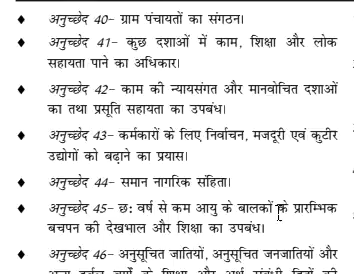 ♦ अनुच्छेद 40– ग्राम पंचायतों का संगठन।
♦ अनुच्छेद 41– कुछ दशाओं में काम, शिक्षा और लोक
सहायता पाने का अधिकार।
♦ अनुच्छेद 42– काम की न्यायसंगत और मानवोचित दशाओं
का तथा प्रसूति सहायता का उपबंध।
♦ अनुच्छेद 43– कर्मकारों के लिए निर्वाचन, मजदूरी एवं कुटीर
उद्योगों को बढ़ाने का प्रयास।
♦ अनुच्छेद 44– समान नागरिक संहिता।
♦ अनुच्छेद 45– छः वर्ष से कम आयु के बालकों के प्रारम्भिक
बचपन की देखभाल और शिक्षा का उपबंध।
♦ अनुच्छेद 46– अनुसूचित जातियों, अनुसूचित जनजातियों और